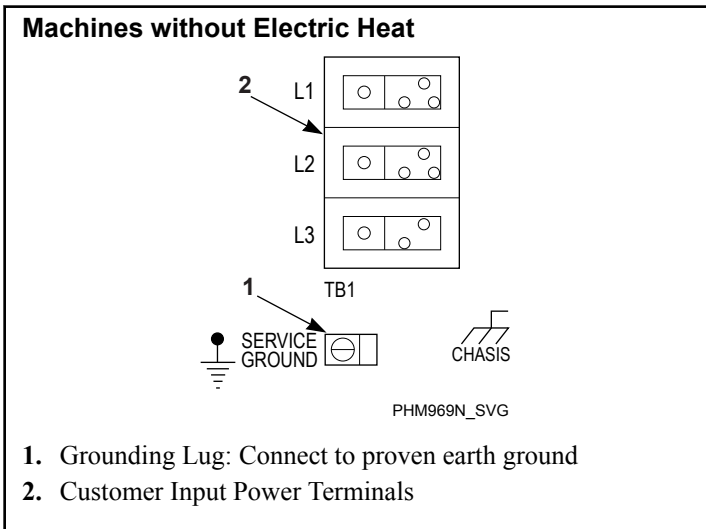 Machines without Electric Heat
2
L1
L2
L3
1
TB1
SERVICE
GROUND
CHASIS
PHM969N_SVG
1. Grounding Lug: Connect to proven earth ground
2. Customer Input Power Terminals